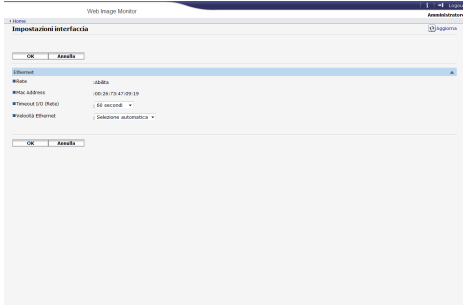 Web Image Monitor
Logout
Amministratore
Home
Impostazioni interfaccia
Aggiorna
OK Annulla
Ethernet
Rete :Abilita
Mac Address :00:26:73:47:09:19
Timeout I/O (Rete) : 60 secondi
Velocità Ethernet : Selezione automatica
OK Annulla